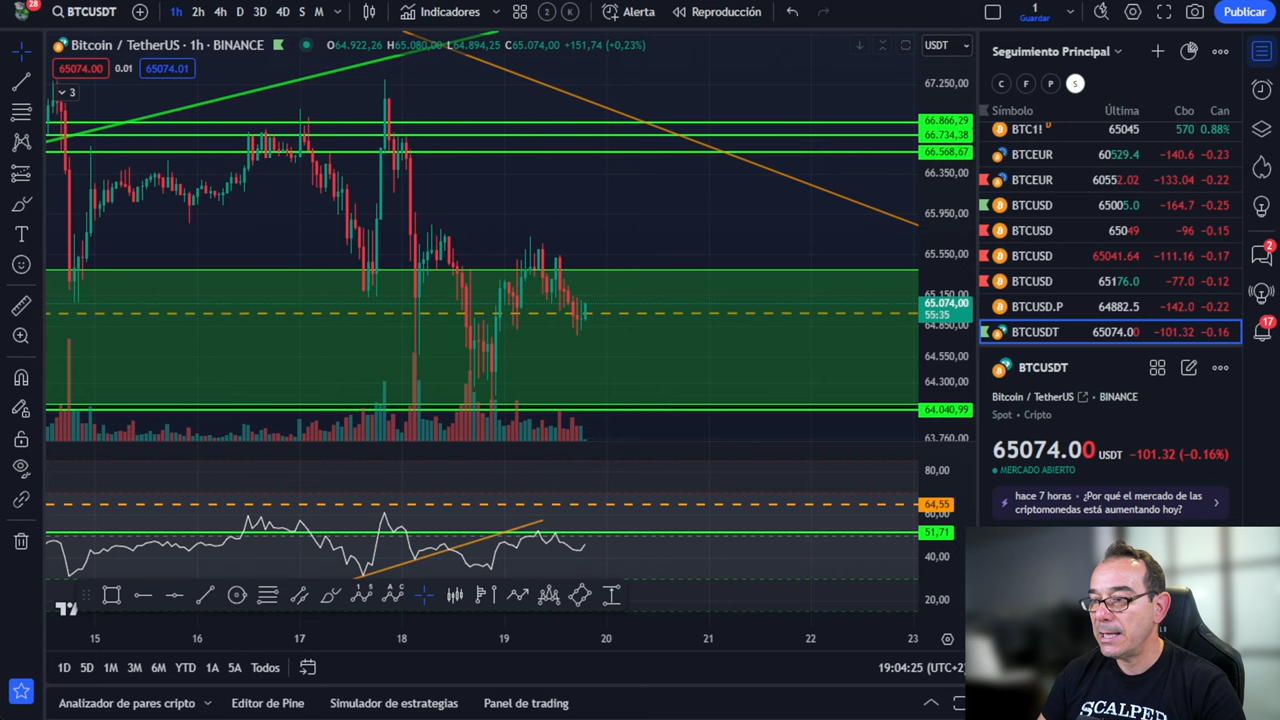 28
BTCUSDT
1h 2h 4h D 3D 4D S M
Indicadores
2
K
Alerta
Reproducción
1
Guardar
Publicar
Bitcoin / TetherUS · 1h · BINANCE
O64.922,26 H65.080,00 L64.894,25 C65.074,00 +151,74 (+0,23%)
USDT
65074.00 0.01 65074.01
3
67.250,00
66.866,29
66.734,38
66.568,67
66.350,00
65.950,00
65.550,00
65.150,00
65.074,00
55:35
64.850,00
64.550,00
64.300,00
64.040,99
63.760,00
80,00
64,55
60,00
51,71
40,00
20,00
15 16 17 18 19 20 21 22 23
1D 5D 1M 3M 6M YTD 1A 5A Todos
19:04:25 (UTC+2
Analizador de pares cripto
Editor de Pine
Simulador de estrategias
Panel de trading
Seguimiento Principal
C F P S
Símbolo Última Cbo Can
BTC1! D 65045 570 0.88%
BTCEUR 60529.4 −140.6 −0.23
BTCEUR 60552.02 −133.04 −0.22
BTCUSD 65005.0 −164.7 −0.25
BTCUSD 65049 −96 −0.15
BTCUSD 65041.64 −111.16 −0.17
BTCUSD 65176.0 −77.0 −0.12
BTCUSD.P 64882.5 −142.0 −0.22
BTCUSDT 65074.00 −101.32 −0.16
BTCUSDT
Bitcoin / TetherUS · BINANCE
Spot · Cripto
65074.00 USDT −101.32 (−0.16%)
MERCADO ABIERTO
hace 7 horas · ¿Por qué el mercado de las
criptomonedas está aumentando hoy?
2
17
SCALPED